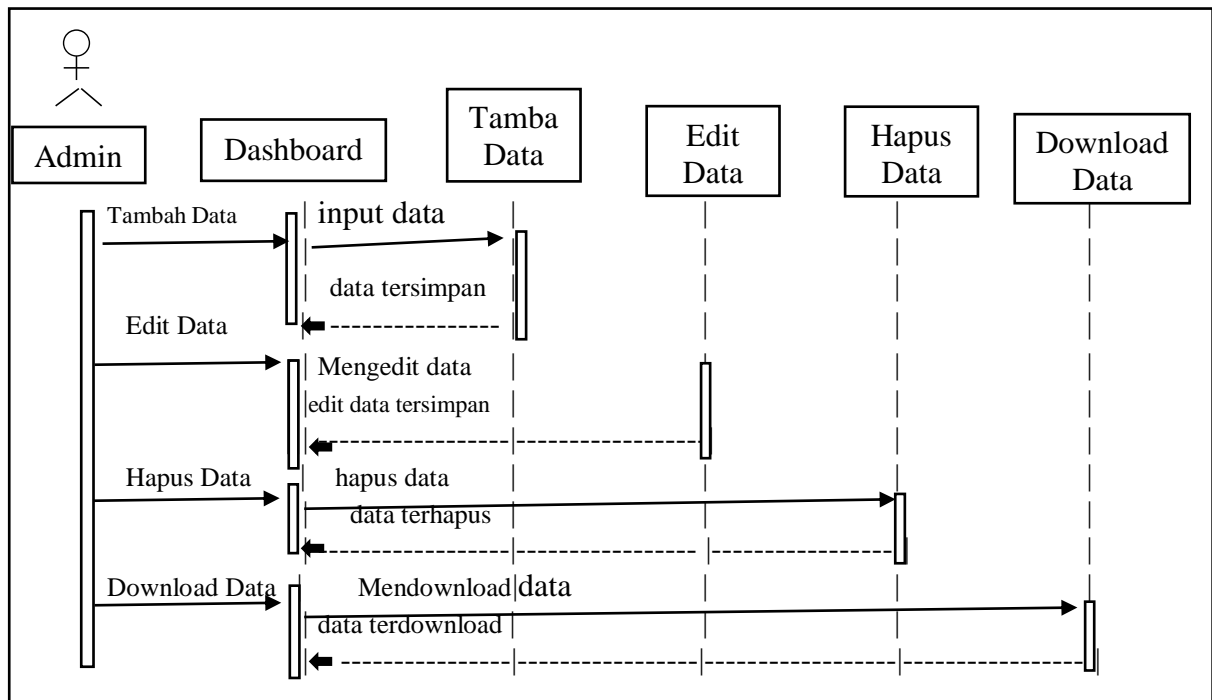 Admin
Dashboard
Tamba
Data
Edit
Data
Hapus
Data
Download
Data
Tambah Data
input data
data tersimpan
Edit Data
Mengedit data
edit data tersimpan
Hapus Data
hapus data
data terhapus
Download Data
Mendownload data
data terdownload